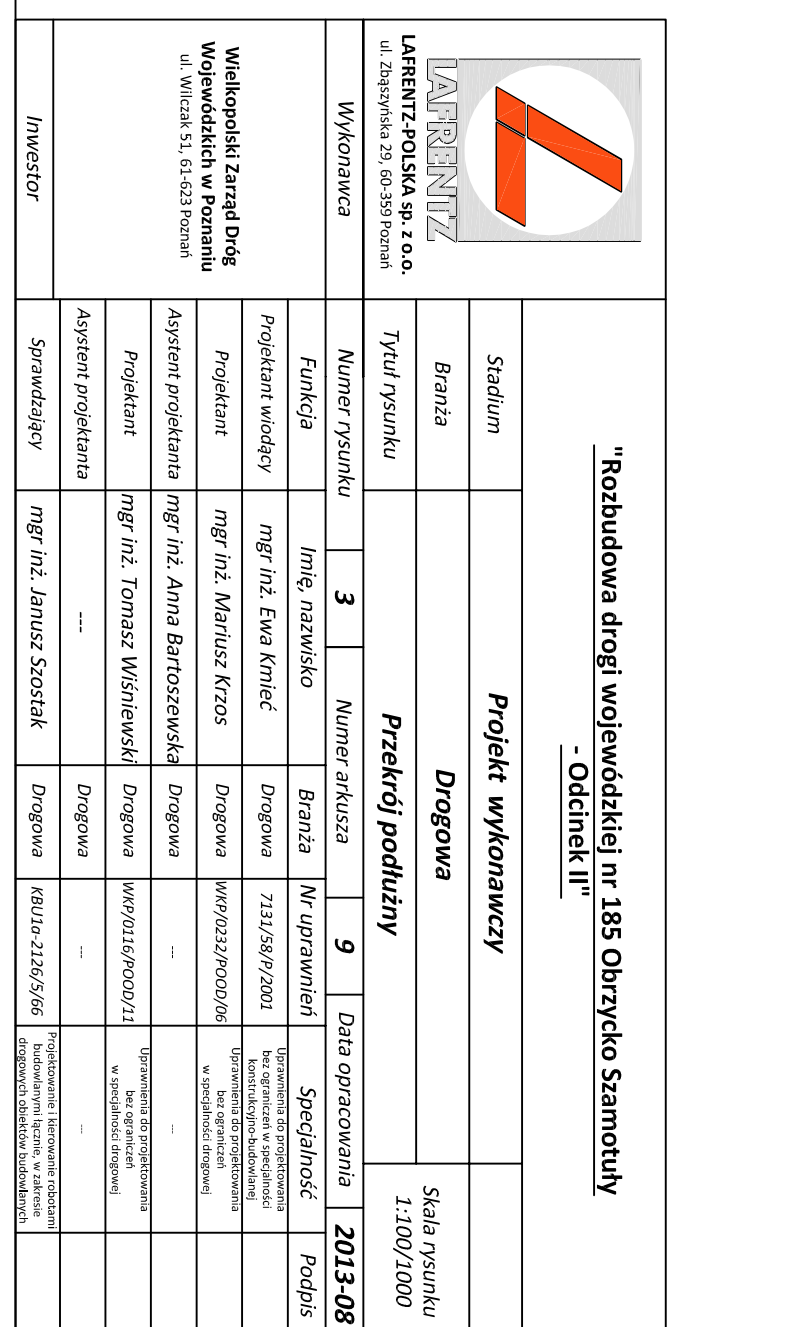 LAFRENTZ
LAFRENTZ-POLSKA sp. z o.o.
ul. Zbąszyńska 29, 60-359 Poznań
Wykonawca
Wielkopolski Zarząd Dróg
Wojewódzkich w Poznaniu
ul. Wilczak 51, 61-623 Poznań
Inwestor
"Rozbudowa drogi wojewódzkiej nr 185 Obrzycko Szamotuły
- Odcinek II"
Stadium Projekt wykonawczy
Branża Drogowa
Skala rysunku
1:100/1000
Tytuł rysunku Przekrój podłużny
Numer rysunku 3 Numer arkusza 9 Data opracowania 2013-08
Funkcja Imię, nazwisko Branża Nr uprawnień Specjalność Podpis
Projektant wiodący mgr inż. Ewa Kmieć Drogowa 7131/58/P/2001
Uprawnienia do projektowania
bez ograniczeń w specjalności
konstrukcyjno-budowlanej
Projektant mgr inż. Mariusz Krzos Drogowa WKP/0232/POOD/06
Uprawnienia do projektowania
bez ograniczeń
w specjalności drogowej
Asystent projektanta mgr inż. Anna Bartoszewska Drogowa --- ---
Projektant mgr inż. Tomasz Wiśniewski Drogowa WKP/0116/POOD/11
Uprawnienia do projektowania
bez ograniczeń
w specjalności drogowej
Asystent projektanta --- Drogowa --- ---
Sprawdzający mgr inż. Janusz Szostak Drogowa KBU1a-2126/5/66
Projektowanie i kierowanie robotami
budowlanymi łącznie, w zakresie
drogowych obiektów budowlanych